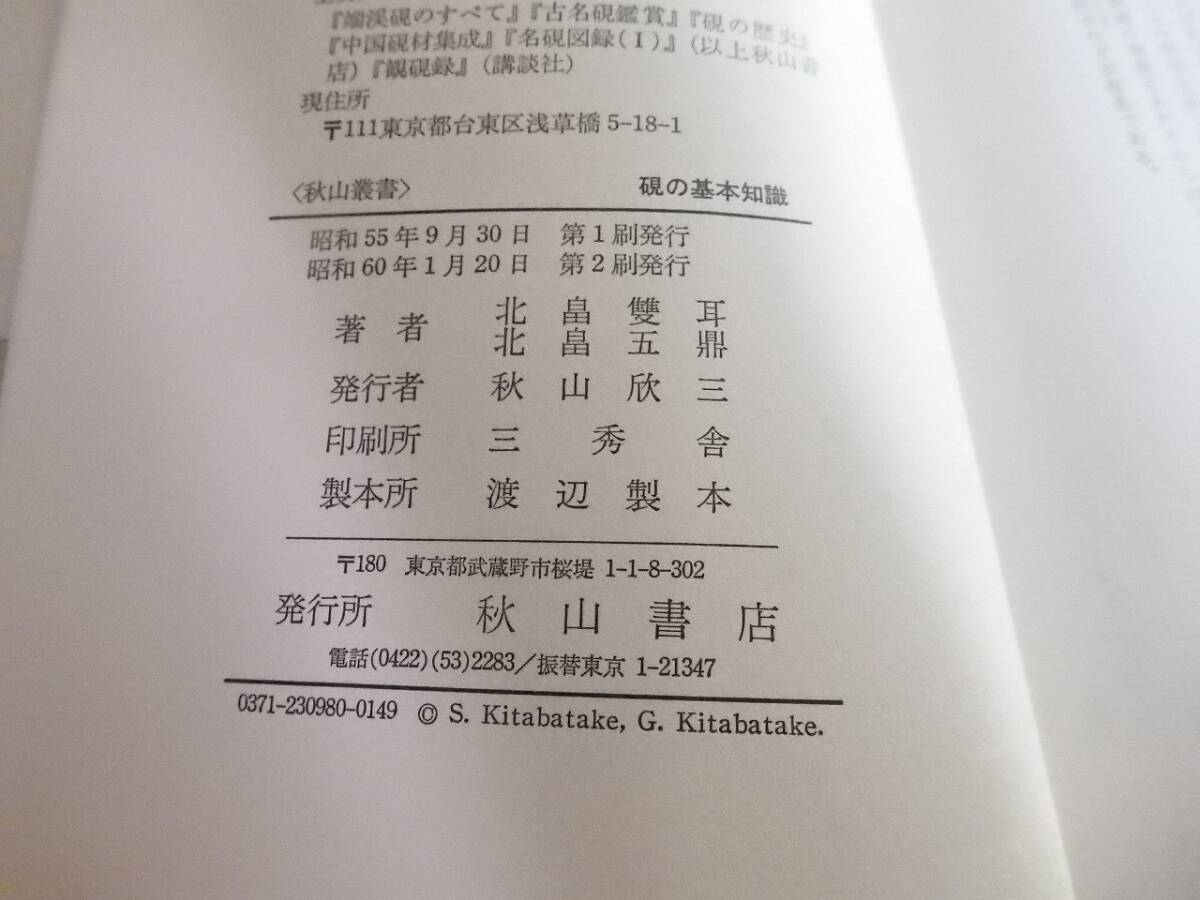 『端渓硯のすべて』『古名硯鑑賞』『硯の歴史』
『中国硯材集成』『名硯図録(Ⅰ)』(以上秋山書
店)『観硯録』(講談社)
現住所
〒111東京都台東区浅草橋 5-18-1
〈秋山叢書〉 硯の基本知識
昭和55年9月30日 第1刷発行
昭和60年1月20日 第2刷発行
著者 北畠雙耳
北畠五鼎
発行者 秋山欣三
印刷所 三秀舎
製本所 渡辺製本
〒180 東京都武蔵野市桜堤 1-1-8-302
発行所 秋山書店
電話(0422)(53)2283/振替東京 1-21347
0371-230980-0149 © S. Kitabatake, G. Kitabatake.